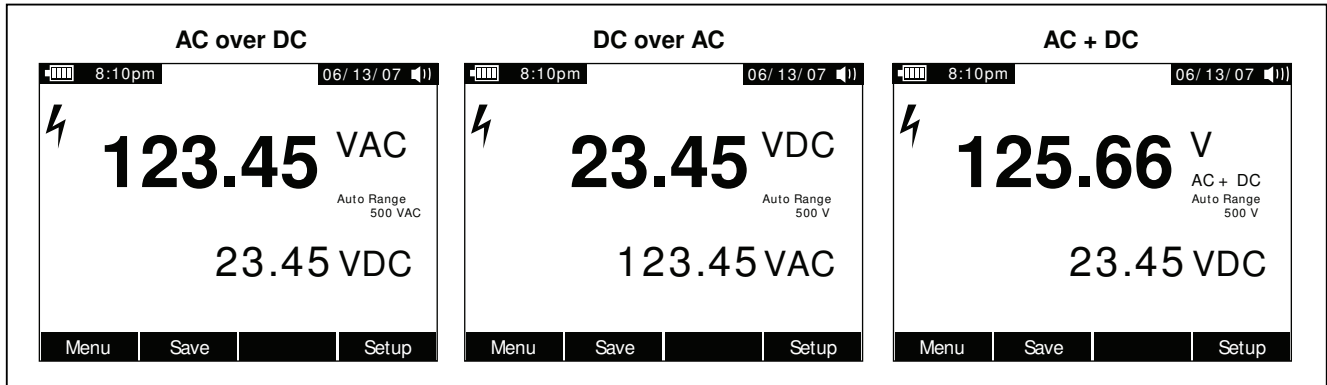 AC over DC
8:10pm 06/13/07
123.45 VAC
Auto Range
500 VAC
23.45 VDC
Menu Save Setup
DC over AC
8:10pm 06/13/07
23.45 VDC
Auto Range
500 V
123.45 VAC
Menu Save Setup
AC + DC
8:10pm 06/13/07
125.66 V
AC + DC
Auto Range
500 V
23.45 VDC
Menu Save Setup